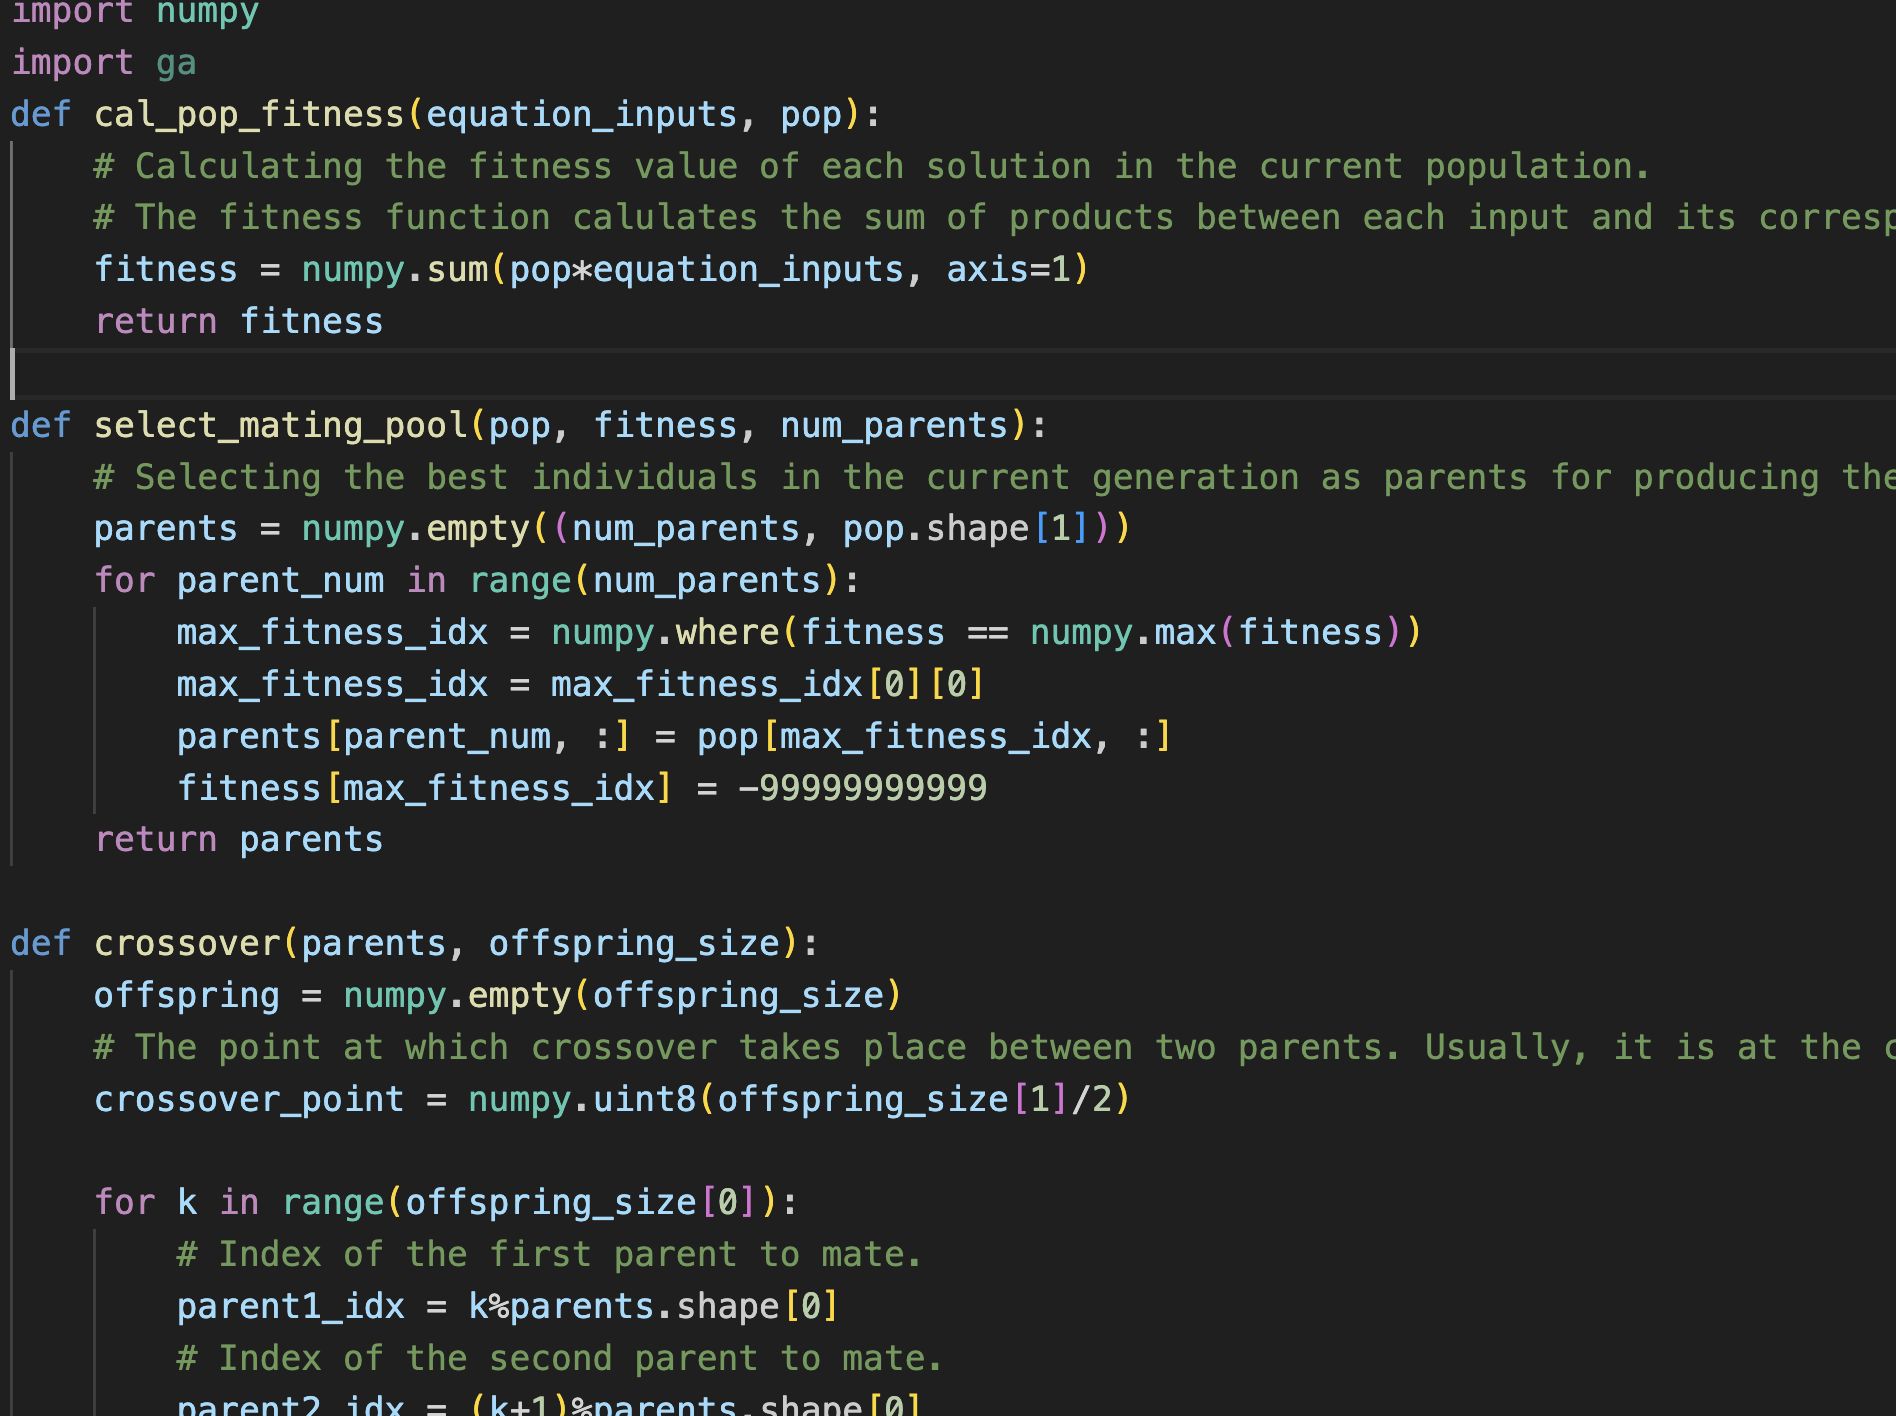 import numpy
import ga
def cal_pop_fitness(equation_inputs, pop):
    # Calculating the fitness value of each solution in the current population.
    # The fitness function calulates the sum of products between each input and its corresp
    fitness = numpy.sum(pop*equation_inputs, axis=1)
    return fitness

def select_mating_pool(pop, fitness, num_parents):
    # Selecting the best individuals in the current generation as parents for producing the
    parents = numpy.empty((num_parents, pop.shape[1]))
    for parent_num in range(num_parents):
        max_fitness_idx = numpy.where(fitness == numpy.max(fitness))
        max_fitness_idx = max_fitness_idx[0][0]
        parents[parent_num, :] = pop[max_fitness_idx, :]
        fitness[max_fitness_idx] = -99999999999
    return parents

def crossover(parents, offspring_size):
    offspring = numpy.empty(offspring_size)
    # The point at which crossover takes place between two parents. Usually, it is at the c
    crossover_point = numpy.uint8(offspring_size[1]/2)

    for k in range(offspring_size[0]):
        # Index of the first parent to mate.
        parent1_idx = k%parents.shape[0]
        # Index of the second parent to mate.
        parent2_idx = (k+1)%parents.shape[0]